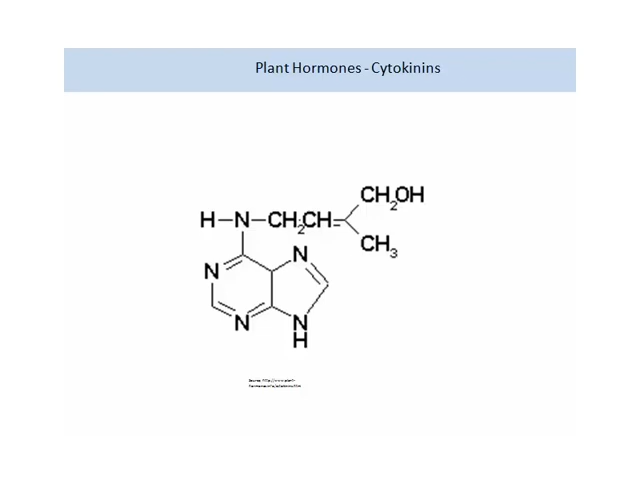 Plant Hormones - Cytokinins
CH₂OH
H–N–CH₂CH=
CH₃
N
N
N
N
H